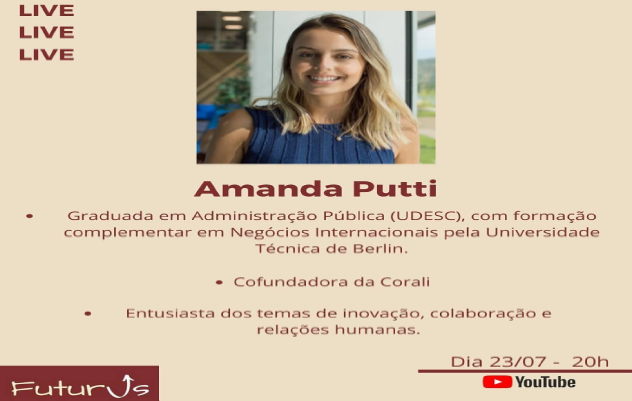 LIVE
LIVE
LIVE
Amanda Putti
• Graduada em Administração Pública (UDESC), com formação
complementar em Negócios Internacionais pela Universidade
Técnica de Berlin.
• Cofundadora da Corali
• Entusiasta dos temas de inovação, colaboração e
relações humanas.
Dia 23/07 - 20h
YouTube
FuturUs